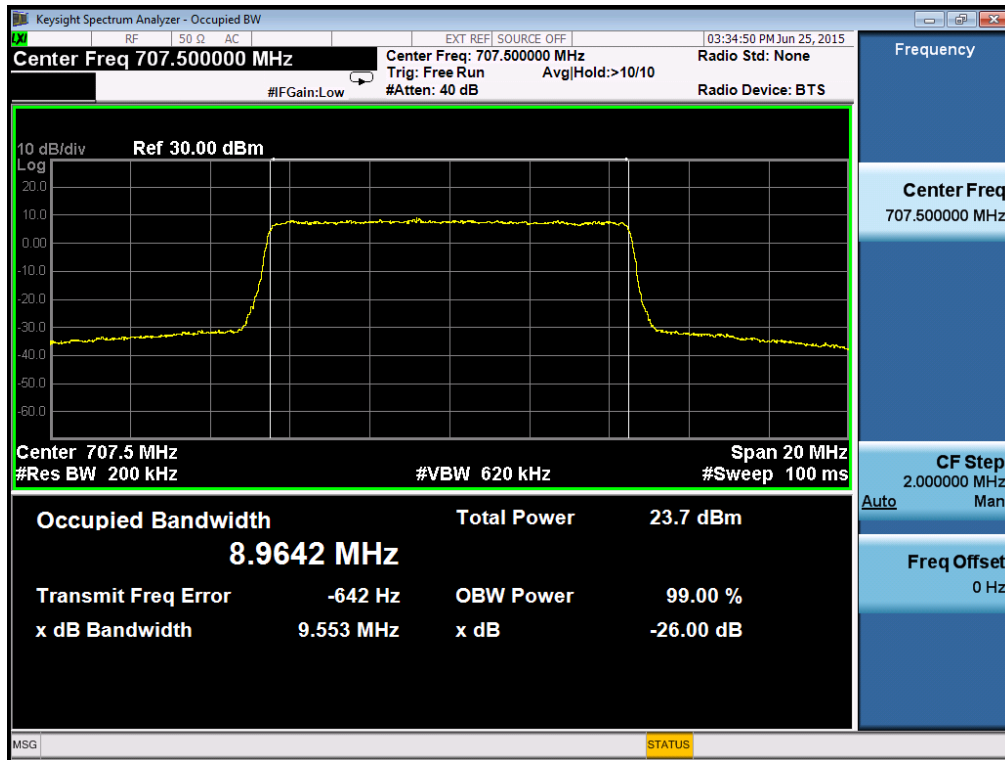 Keysight Spectrum Analyzer - Occupied BW
LXI RF 50 Ω AC EXT REF SOURCE OFF 03:34:50 PM Jun 25, 2015
Center Freq 707.500000 MHz
Center Freq: 707.500000 MHz Radio Std: None
Trig: Free Run Avg|Hold:>10/10
#IFGain:Low #Atten: 40 dB Radio Device: BTS
10 dB/div Ref 30.00 dBm
Log
20.0
10.0
0.00
-10.0
-20.0
-30.0
-40.0
-50.0
-60.0
Center 707.5 MHz Span 20 MHz
#Res BW 200 kHz #VBW 620 kHz #Sweep 100 ms
Occupied Bandwidth Total Power 23.7 dBm
8.9642 MHz
Transmit Freq Error -642 Hz OBW Power 99.00 %
x dB Bandwidth 9.553 MHz x dB -26.00 dB
MSG STATUS
Frequency
Center Freq
707.500000 MHz
CF Step
2.000000 MHz
Auto Man
Freq Offset
0 Hz